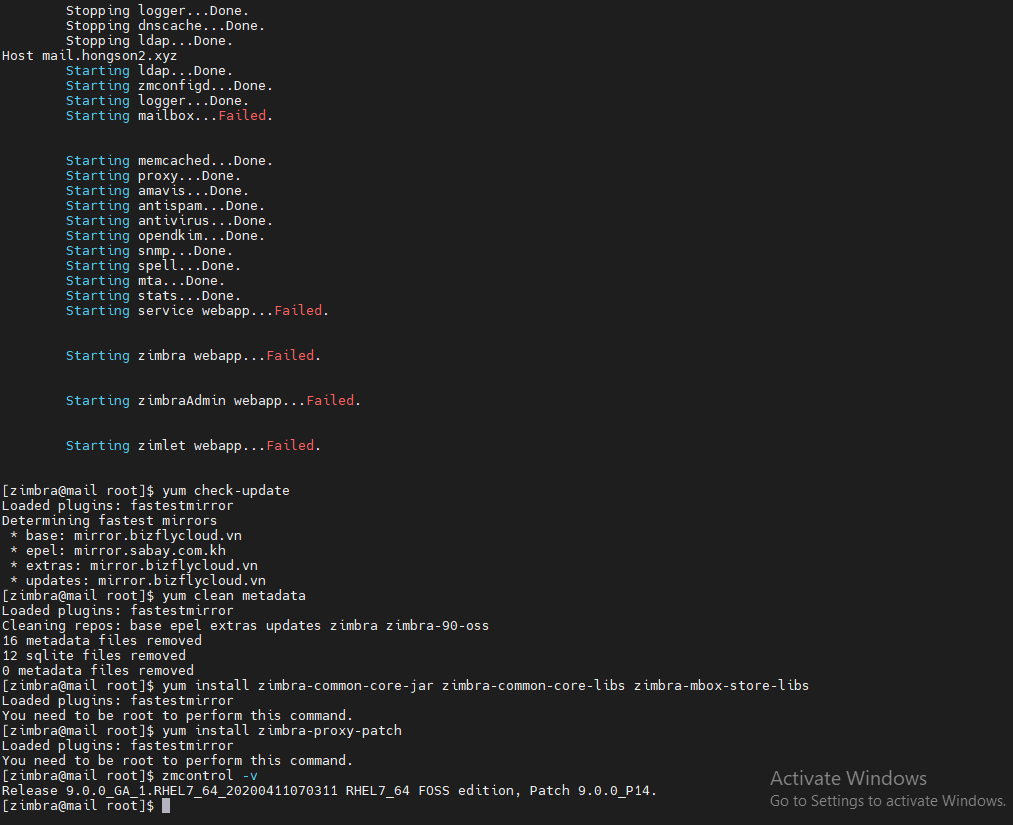 Stopping logger...Done.
Stopping dnscache...Done.
Stopping ldap...Done.
Host mail.hongson2.xyz
Starting ldap...Done.
Starting zmconfigd...Done.
Starting logger...Done.
Starting mailbox...Failed.
Starting memcached...Done.
Starting proxy...Done.
Starting amavis...Done.
Starting antispam...Done.
Starting antivirus...Done.
Starting opendkim...Done.
Starting snmp...Done.
Starting spell...Done.
Starting mta...Done.
Starting stats...Done.
Starting service webapp...Failed.
Starting zimbra webapp...Failed.
Starting zimbraAdmin webapp...Failed.
Starting zimlet webapp...Failed.
[zimbra@mail root]$ yum check-update
Loaded plugins: fastestmirror
Determining fastest mirrors
* base: mirror.bizflycloud.vn
* epel: mirror.sabay.com.kh
* extras: mirror.bizflycloud.vn
* updates: mirror.bizflycloud.vn
[zimbra@mail root]$ yum clean metadata
Loaded plugins: fastestmirror
Cleaning repos: base epel extras updates zimbra zimbra-90-oss
16 metadata files removed
12 sqlite files removed
0 metadata files removed
[zimbra@mail root]$ yum install zimbra-common-core-jar zimbra-common-core-libs zimbra-mbox-store-libs
Loaded plugins: fastestmirror
You need to be root to perform this command.
[zimbra@mail root]$ yum install zimbra-proxy-patch
Loaded plugins: fastestmirror
You need to be root to perform this command.
[zimbra@mail root]$ zmcontrol -v
Release 9.0.0_GA_1.RHEL7_64_20200411070311 RHEL7_64 FOSS edition, Patch 9.0.0_P14.
[zimbra@mail root]$
Activate Windows
Go to Settings to activate Windows.